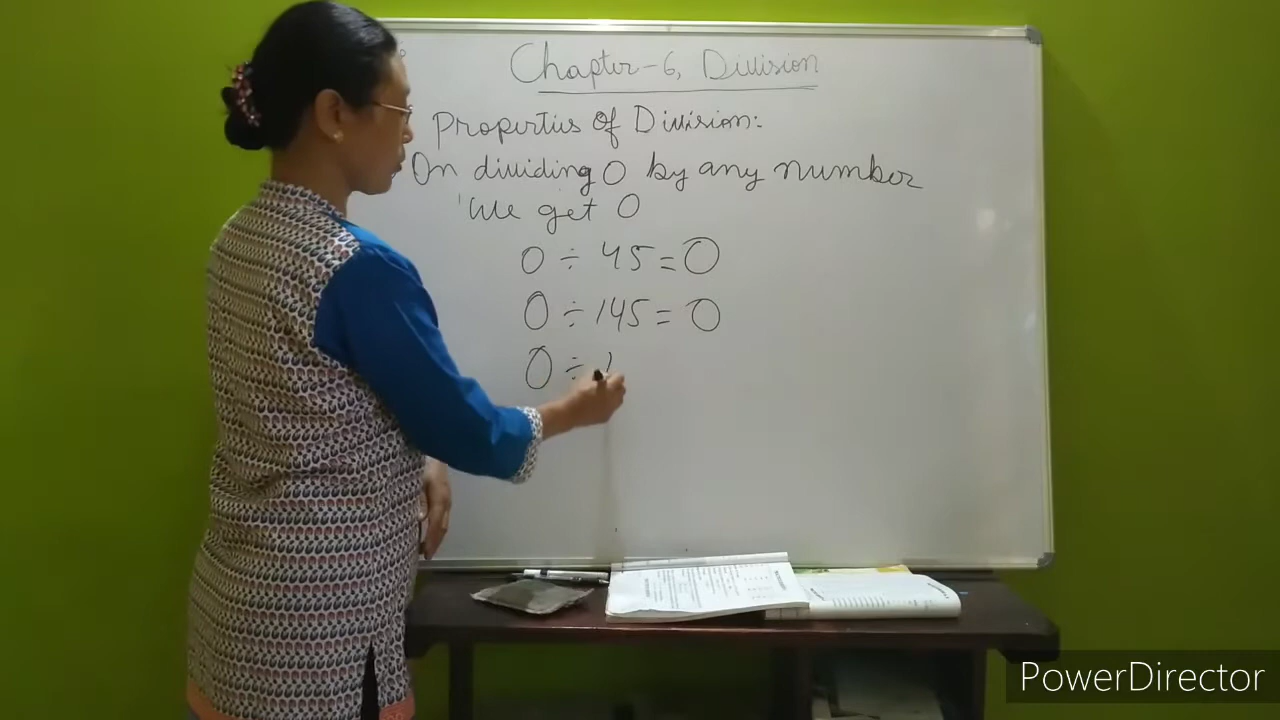 Chapter-6, Division
Properties of Division:
On dividing 0 by any number
We get 0
0 ÷ 45 = 0
0 ÷ 145 = 0
0 ÷ 1
PowerDirector